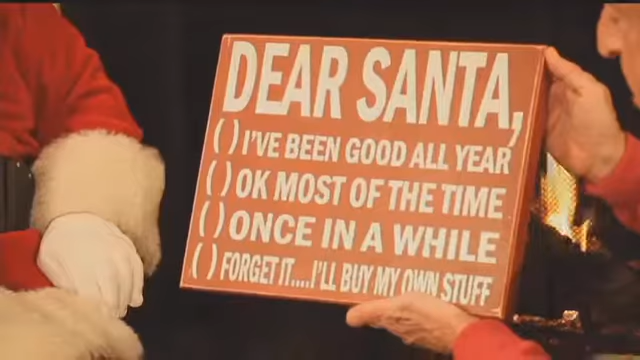 DEAR SANTA,
( ) I'VE BEEN GOOD ALL YEAR
( ) OK MOST OF THE TIME
( ) ONCE IN A WHILE
( ) FORGET IT....I'LL BUY MY OWN STUFF